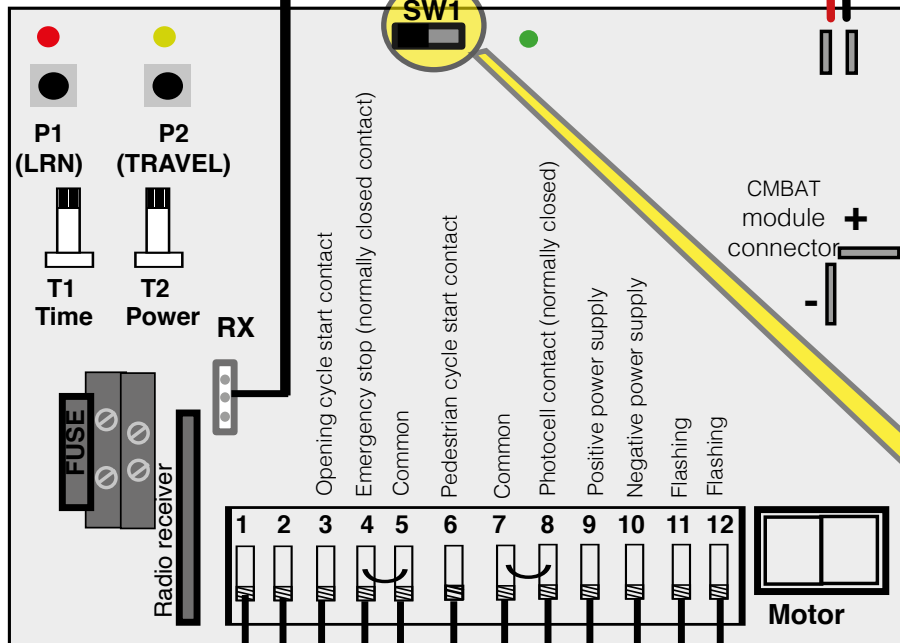 SW1
P1
(LRN)
P2
(TRAVEL)
T1
Time
T2
Power
RX
CMBAT
module
connector
+
-
FUSE
Radio receiver
Opening cycle start contact
Emergency stop (normally closed contact)
Common
Pedestrian cycle start contact
Common
Photocell contact (normally closed)
Positive power supply
Negative power supply
Flashing
Flashing
1 2 3 4 5 6 7 8 9 10 11 12
Motor